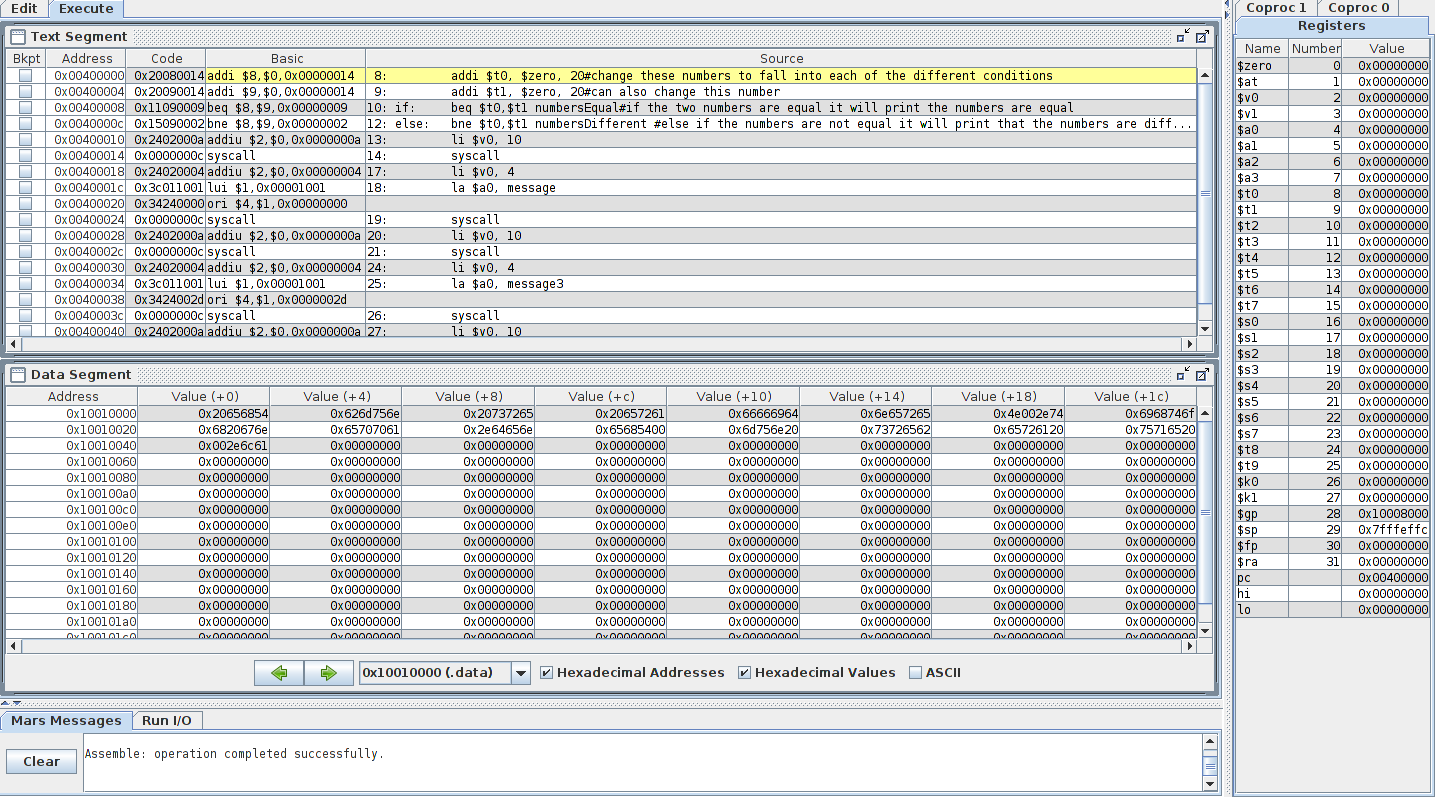 Edit Execute
Text Segment
Bkpt Address Code Basic Source
0x00400000 0x20080014 addi $8,$0,0x00000014 8: addi $t0, $zero, 20#change these numbers to fall into each of the different conditions
0x00400004 0x20090014 addi $9,$0,0x00000014 9: addi $t1, $zero, 20#can also change this number
0x00400008 0x11090009 beq $8,$9,0x00000009 10: if: beq $t0,$t1 numbersEqual#if the two numbers are equal it will print the numbers are equal
0x0040000c 0x15090002 bne $8,$9,0x00000002 12: else: bne $t0,$t1 numbersDifferent #else if the numbers are not equal it will print that the numbers are diff...
0x00400010 0x2402000a addiu $2,$0,0x0000000a 13: li $v0, 10
0x00400014 0x0000000c syscall 14: syscall
0x00400018 0x24020004 addiu $2,$0,0x00000004 17: li $v0, 4
0x0040001c 0x3c011001 lui $1,0x00001001 18: la $a0, message
0x00400020 0x34240000 ori $4,$1,0x00000000
0x00400024 0x0000000c syscall 19: syscall
0x00400028 0x2402000a addiu $2,$0,0x0000000a 20: li $v0, 10
0x0040002c 0x0000000c syscall 21: syscall
0x00400030 0x24020004 addiu $2,$0,0x00000004 24: li $v0, 4
0x00400034 0x3c011001 lui $1,0x00001001 25: la $a0, message3
0x00400038 0x3424002d ori $4,$1,0x0000002d
0x0040003c 0x0000000c syscall 26: syscall
0x00400040 0x2402000a addiu $2,$0,0x0000000a 27: li $v0, 10
Data Segment
Address Value (+0) Value (+4) Value (+8) Value (+c) Value (+10) Value (+14) Value (+18) Value (+1c)
0x10010000 0x20656854 0x626d756e 0x20737265 0x20657261 0x66666964 0x6e657265 0x4e002e74 0x6968746f
0x10010020 0x6820676e 0x65707061 0x2e64656e 0x65685400 0x6d756e20 0x73726562 0x65726120 0x75716520
0x10010040 0x002e6c61 0x00000000 0x00000000 0x00000000 0x00000000 0x00000000 0x00000000 0x00000000
0x10010060 0x00000000 0x00000000 0x00000000 0x00000000 0x00000000 0x00000000 0x00000000 0x00000000
0x10010080 0x00000000 0x00000000 0x00000000 0x00000000 0x00000000 0x00000000 0x00000000 0x00000000
0x100100a0 0x00000000 0x00000000 0x00000000 0x00000000 0x00000000 0x00000000 0x00000000 0x00000000
0x100100c0 0x00000000 0x00000000 0x00000000 0x00000000 0x00000000 0x00000000 0x00000000 0x00000000
0x100100e0 0x00000000 0x00000000 0x00000000 0x00000000 0x00000000 0x00000000 0x00000000 0x00000000
0x10010100 0x00000000 0x00000000 0x00000000 0x00000000 0x00000000 0x00000000 0x00000000 0x00000000
0x10010120 0x00000000 0x00000000 0x00000000 0x00000000 0x00000000 0x00000000 0x00000000 0x00000000
0x10010140 0x00000000 0x00000000 0x00000000 0x00000000 0x00000000 0x00000000 0x00000000 0x00000000
0x10010160 0x00000000 0x00000000 0x00000000 0x00000000 0x00000000 0x00000000 0x00000000 0x00000000
0x10010180 0x00000000 0x00000000 0x00000000 0x00000000 0x00000000 0x00000000 0x00000000 0x00000000
0x100101a0 0x00000000 0x00000000 0x00000000 0x00000000 0x00000000 0x00000000 0x00000000 0x00000000
0x100101c0 0x00000000 0x00000000 0x00000000 0x00000000 0x00000000 0x00000000 0x00000000 0x00000000
0x10010000 (.data) Hexadecimal Addresses Hexadecimal Values ASCII
Mars Messages Run I/O
Clear
Assemble: operation completed successfully.
Coproc 1 Coproc 0
Registers
Name Number Value
$zero 0 0x00000000
$at 1 0x00000000
$v0 2 0x00000000
$v1 3 0x00000000
$a0 4 0x00000000
$a1 5 0x00000000
$a2 6 0x00000000
$a3 7 0x00000000
$t0 8 0x00000000
$t1 9 0x00000000
$t2 10 0x00000000
$t3 11 0x00000000
$t4 12 0x00000000
$t5 13 0x00000000
$t6 14 0x00000000
$t7 15 0x00000000
$s0 16 0x00000000
$s1 17 0x00000000
$s2 18 0x00000000
$s3 19 0x00000000
$s4 20 0x00000000
$s5 21 0x00000000
$s6 22 0x00000000
$s7 23 0x00000000
$t8 24 0x00000000
$t9 25 0x00000000
$k0 26 0x00000000
$k1 27 0x00000000
$gp 28 0x10008000
$sp 29 0x7fffeffc
$fp 30 0x00000000
$ra 31 0x00000000
pc 0x00400000
hi 0x00000000
lo 0x00000000